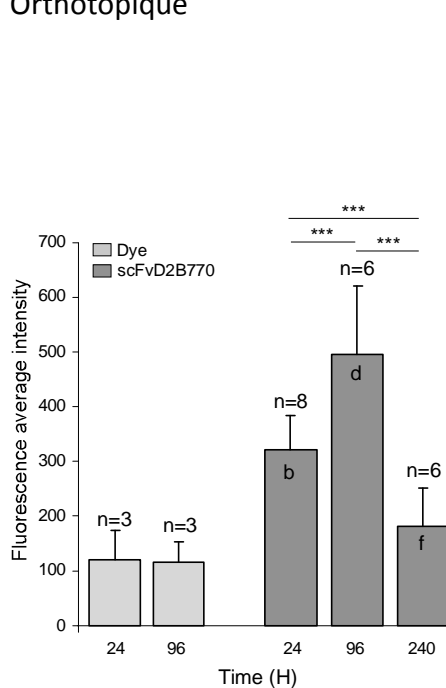 Orthotopique
***
***
***
700
Dye
scFvD2B770
n=6
600
500
d
400
n=8
300
b
n=6
200
n=3
n=3
f
100
0
24
96
24
96
240
Time (H)
Fluorescence average intensity